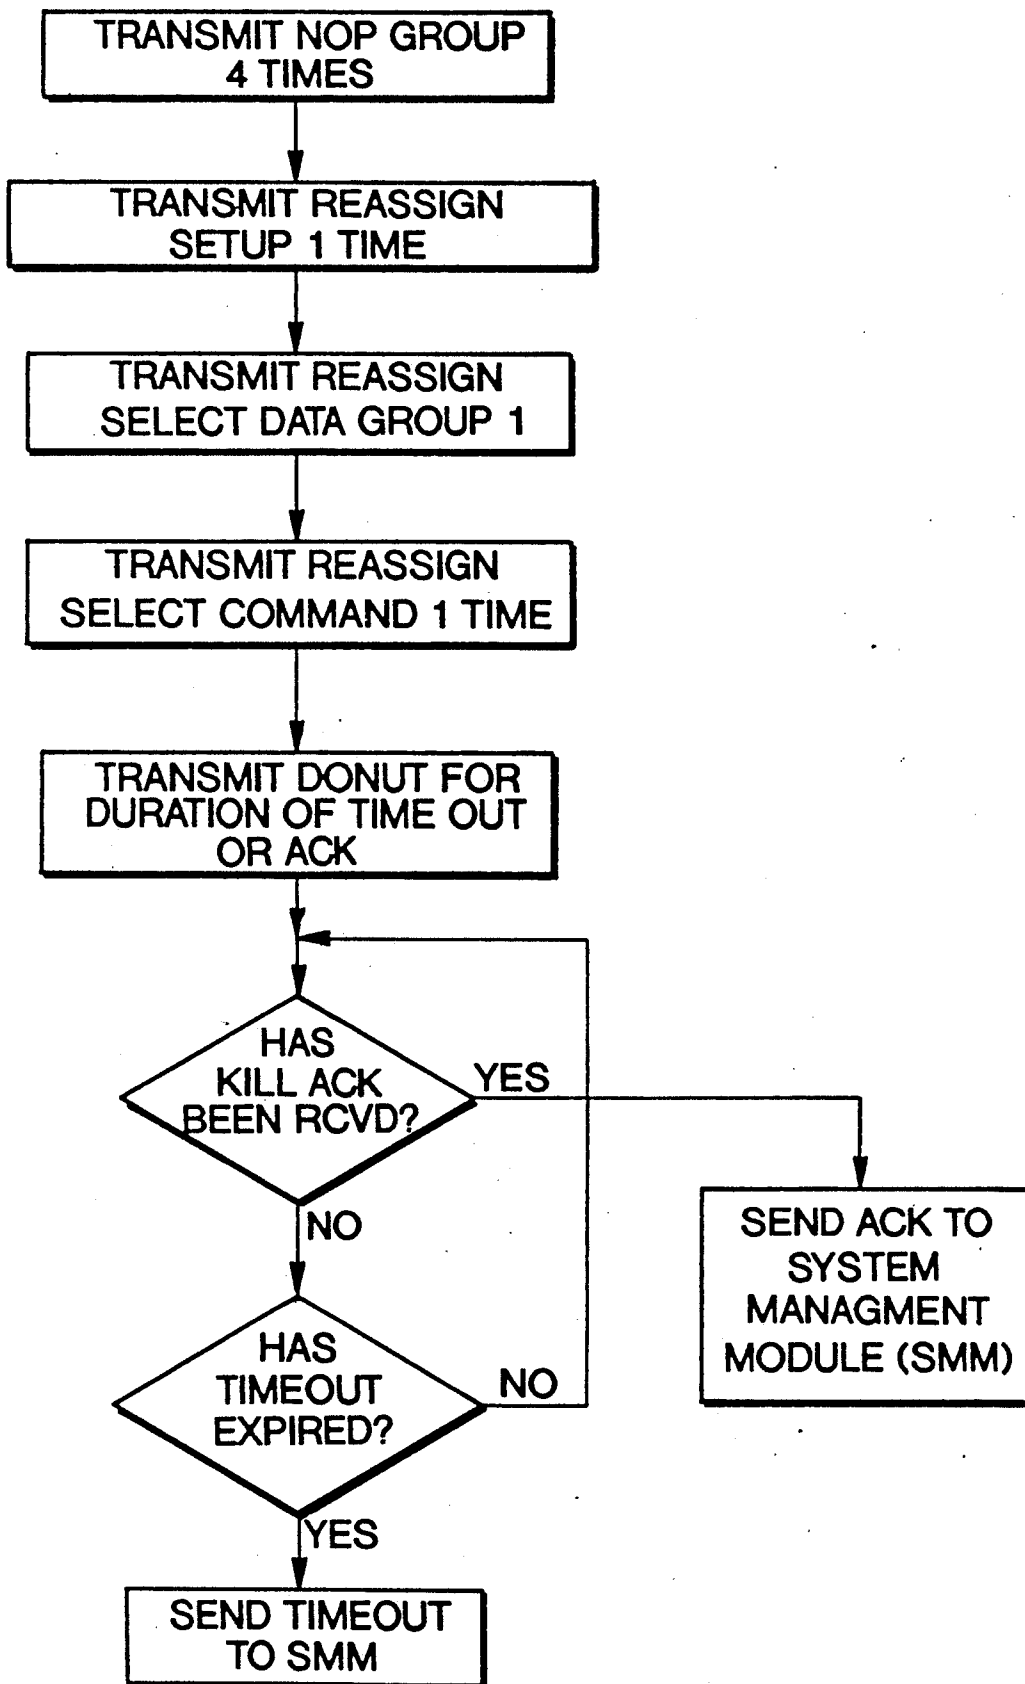 TRANSMIT NOP GROUP
4 TIMES
TRANSMIT REASSIGN
SETUP 1 TIME
TRANSMIT REASSIGN
SELECT DATA GROUP 1
TRANSMIT REASSIGN
SELECT COMMAND 1 TIME
TRANSMIT DONUT FOR
DURATION OF TIME OUT
OR ACK
HAS
KILL ACK
BEEN RCVD?
YES
NO
SEND ACK TO
SYSTEM
MANAGMENT
MODULE (SMM)
HAS
TIMEOUT
EXPIRED?
NO
YES
SEND TIMEOUT
TO SMM